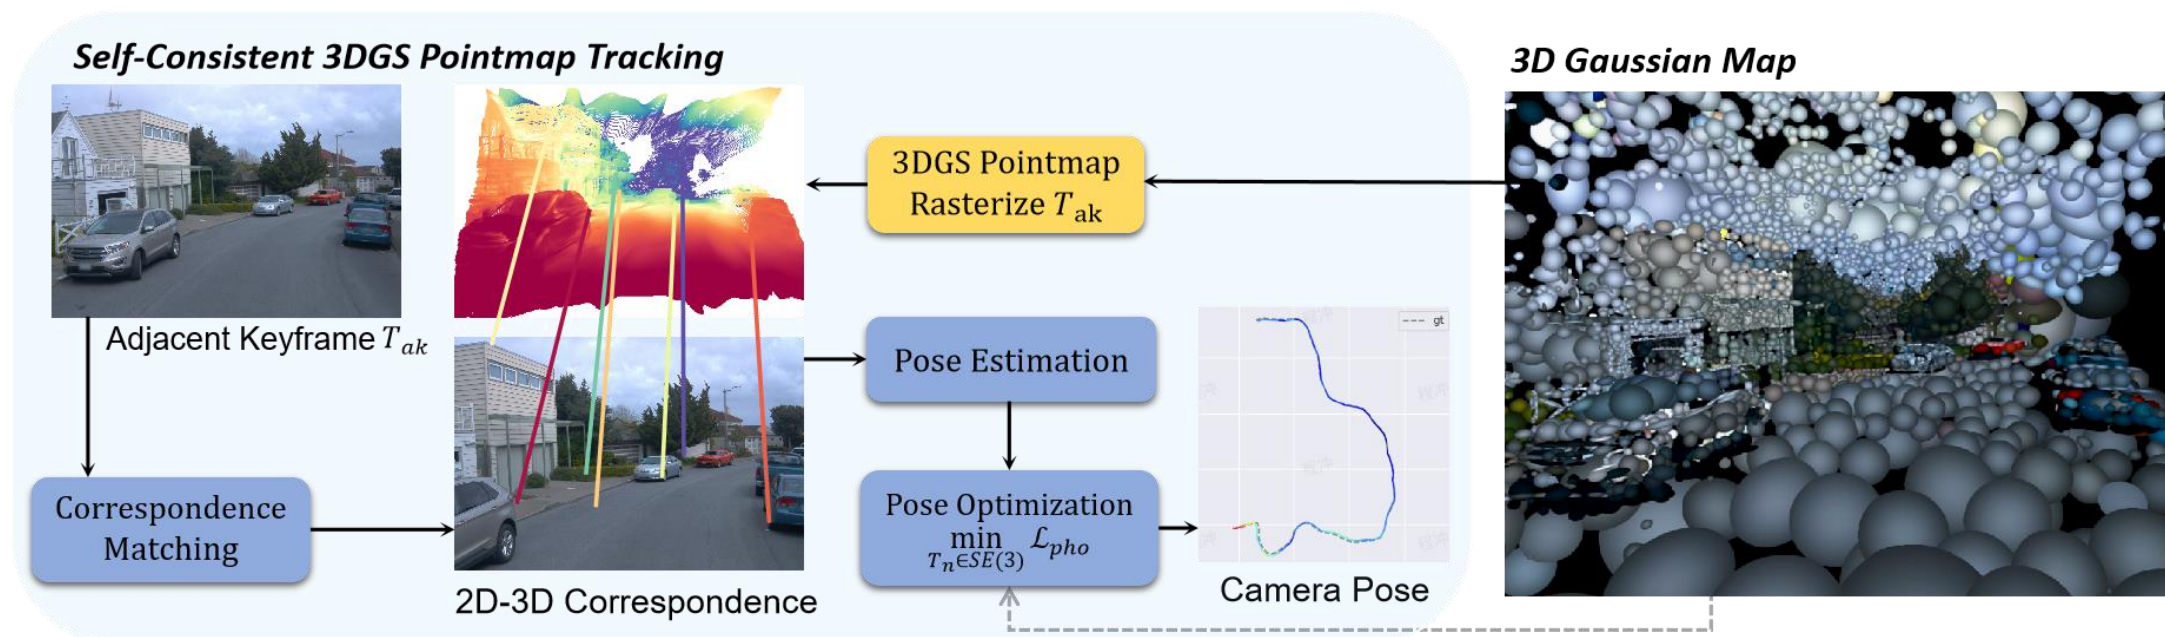 Self-Consistent 3DGS Pointmap Tracking
3D Gaussian Map
3DGS Pointmap
Rasterize T_ak
Adjacent Keyframe T_ak
Pose Estimation
gt
Correspondence
Matching
Pose Optimization
min L_pho
T_n∈SE(3)
2D-3D Correspondence
Camera Pose